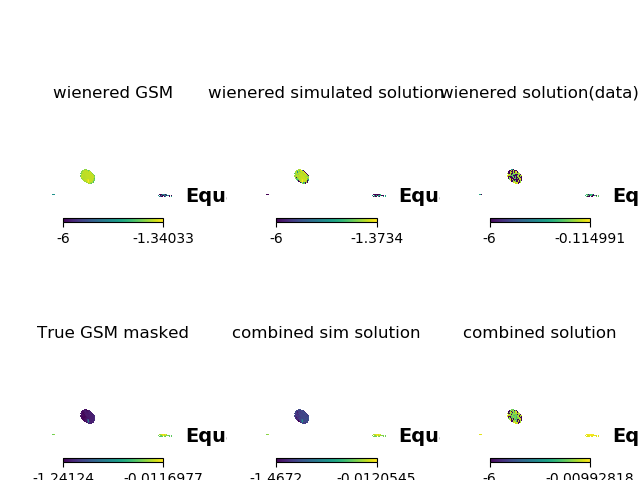 wienered GSM wienered simulated solution wienered solution(data)
Equ Equ Eq
-6 -1.34033 -6 -1.3734 -6 -0.114991
True GSM masked combined sim solution combined solution
Equ Equ Eq
-1.24124 -0.0116977 -1.4672 -0.0120545 -6 -0.00992818